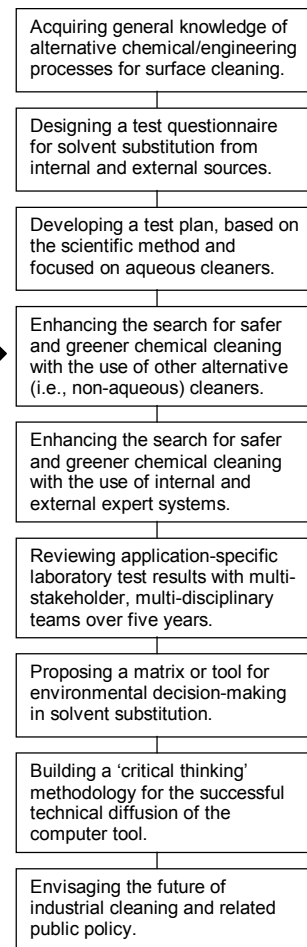 Acquiring general knowledge of
alternative chemical/engineering
processes for surface cleaning.
Designing a test questionnaire
for solvent substitution from
internal and external sources.
Developing a test plan, based on
the scientific method and
focused on aqueous cleaners.
Enhancing the search for safer
and greener chemical cleaning
with the use of other alternative
(i.e., non-aqueous) cleaners.
Enhancing the search for safer
and greener chemical cleaning
with the use of internal and
external expert systems.
Reviewing application-specific
laboratory test results with multi-
stakeholder, multi-disciplinary
teams over five years.
Proposing a matrix or tool for
environmental decision-making
in solvent substitution.
Building a ‘critical thinking’
methodology for the successful
technical diffusion of the
computer tool.
Envisaging the future of
industrial cleaning and related
public policy.